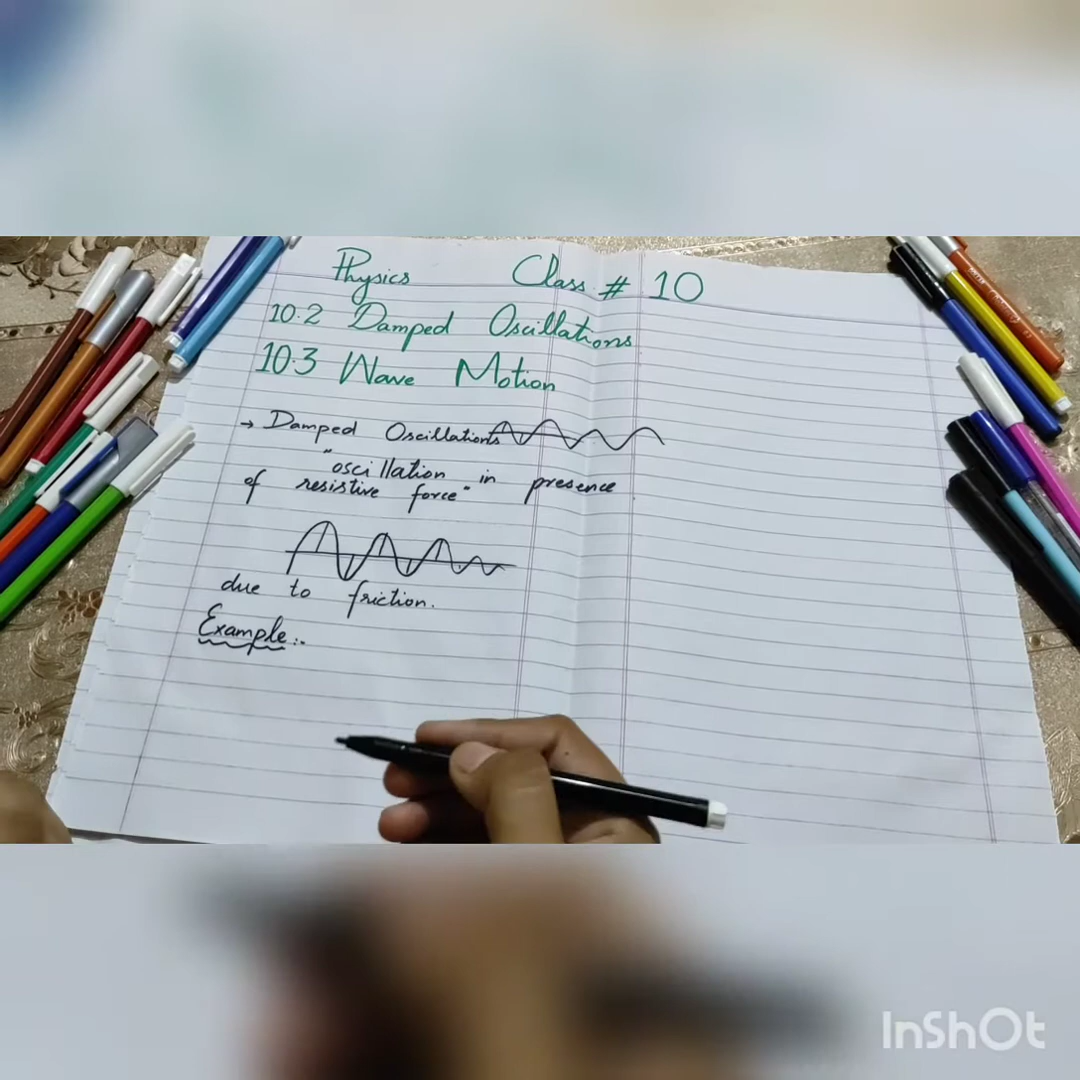 Physics Class # 10
10.2 Damped Oscillations
10.3 Wave Motion
→ Damped Oscillations
"oscillation in presence
of resistive force"
due to friction.
Example:-
InShOt